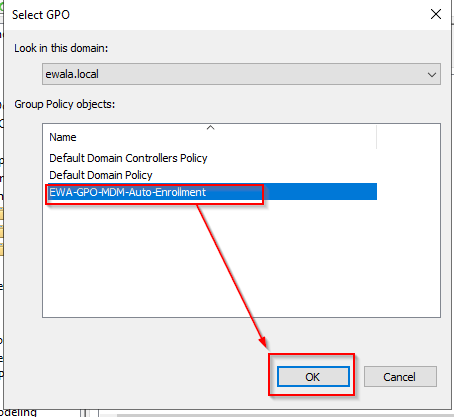 Select GPO
Look in this domain:
ewala.local
Group Policy objects:
Name
Default Domain Controllers Policy
Default Domain Policy
EWA-GPO-MDM-Auto-Enrollment
OK
Cancel
odeling